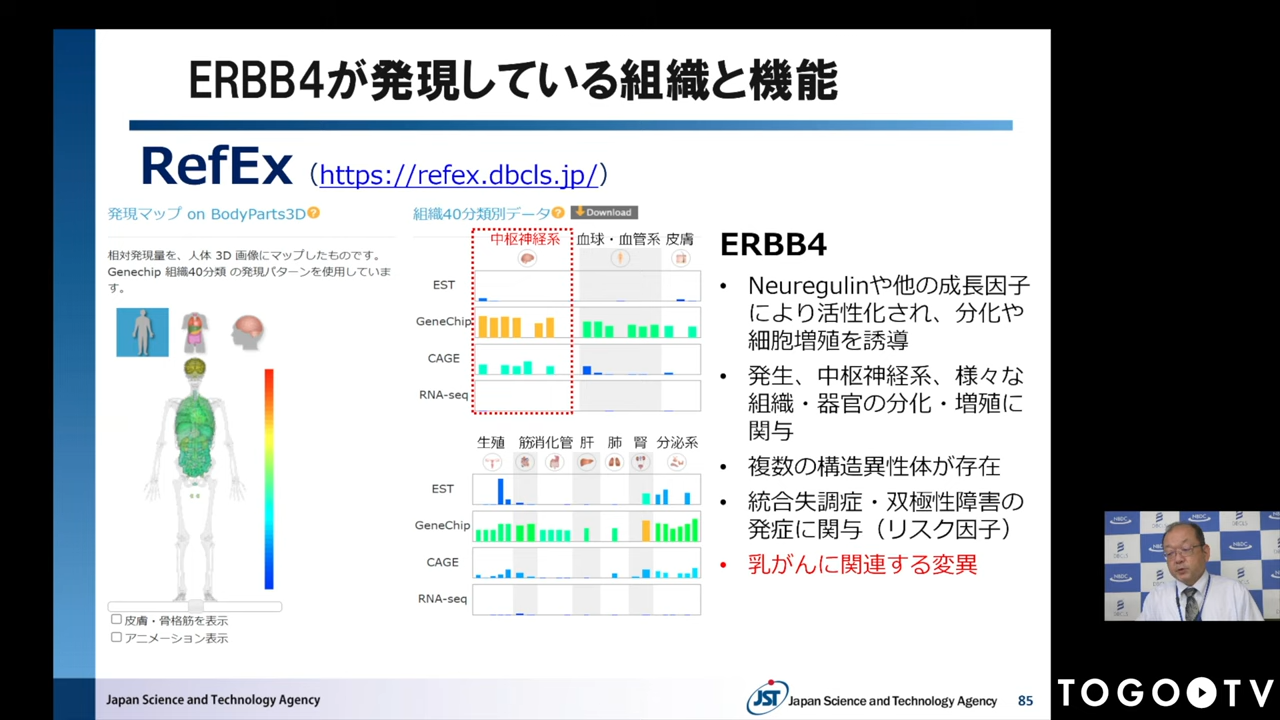 ERBB4が発現している組織と機能
RefEx (https://refex.dbcls.jp/)
発現マップ on BodyParts3D?
相対発現量を、人体 3D 画像にマップしたものです。
Genechip 組織40分類 の発現パターンを使用していま
す。
皮膚・骨格筋を表示
アニメーション表示
組織40分類別データ? Download
中枢神経系 血球・血管系 皮膚
EST
GeneChip
CAGE
RNA-seq
生殖 筋 消化管 肝 肺 腎 分泌系
EST
GeneChip
CAGE
RNA-seq
ERBB4
• Neuregulinや他の成長因子
により活性化され、分化や
細胞増殖を誘導
• 発生、中枢神経系、様々な
組織・器官の分化・増殖に
関与
• 複数の構造異性体が存在
• 統合失調症・双極性障害の
発症に関与（リスク因子）
• 乳がんに関連する変異
Japan Science and Technology Agency
JST Japan Science and Technology Agency 85
TOGO TV